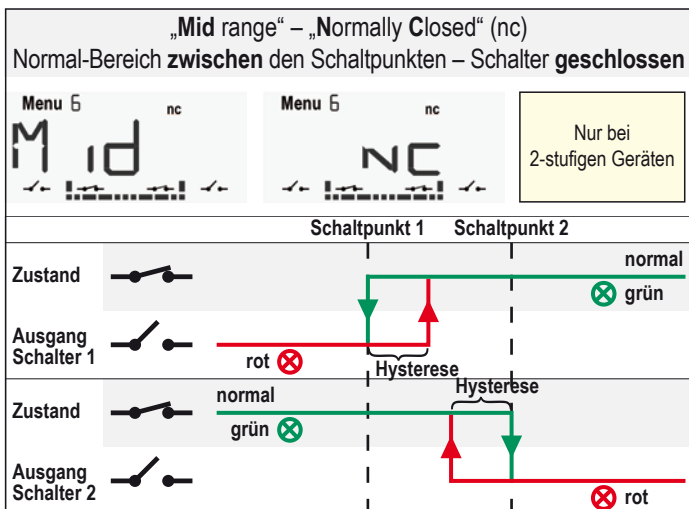 „Mid range“ – „Normally Closed“ (nc)
Normal-Bereich zwischen den Schaltpunkten – Schalter geschlossen
Menu 6 nc
Mid
Menu 6 nc
NC
Nur bei
2-stufigen Geräten
Schaltpunkt 1 Schaltpunkt 2
normal
Zustand
grün
Ausgang
Schalter 1
rot
Hysterese
Hysterese
normal
Zustand
grün
Ausgang
Schalter 2
rot